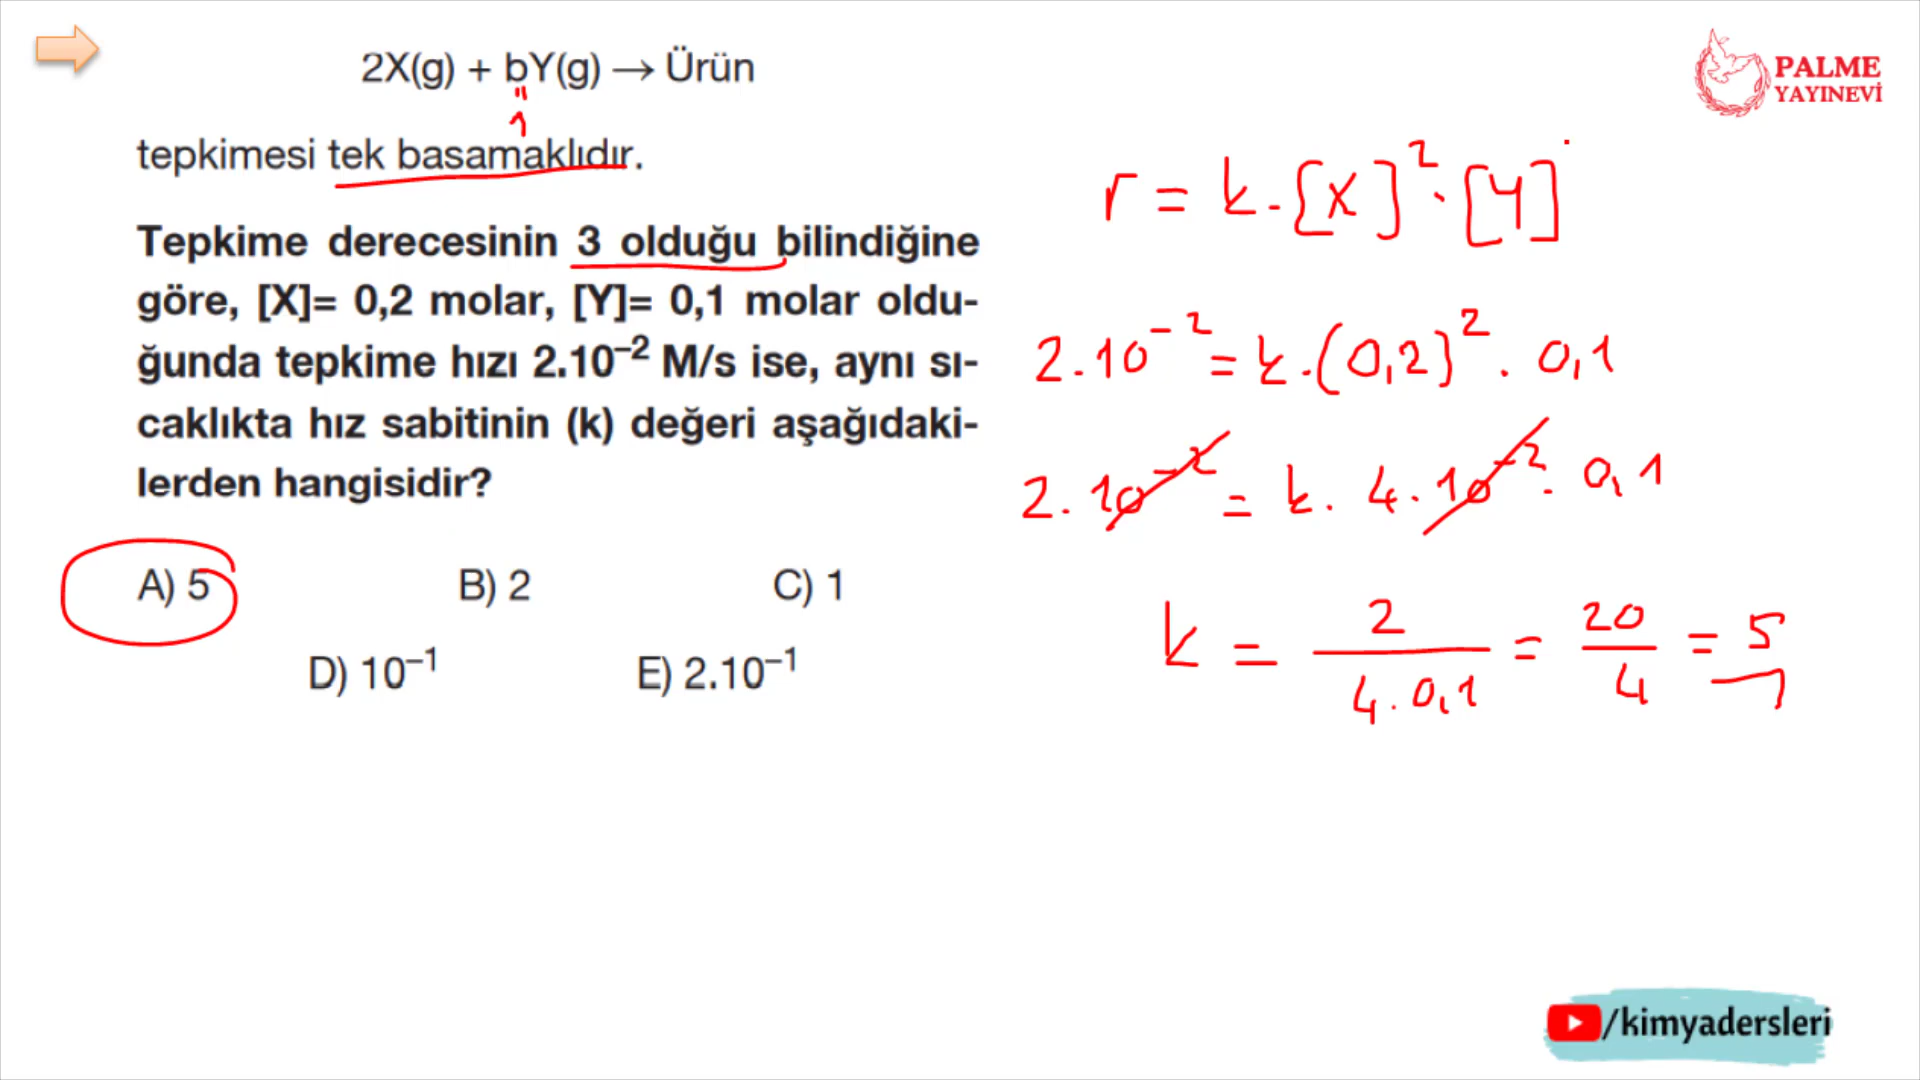 2X(g) + bY(g) → Ürün
"
1
tepkimesi tek basamaklıdır.
Tepkime derecesinin 3 olduğu bilindiğine
göre, [X]= 0,2 molar, [Y]= 0,1 molar oldu-
ğunda tepkime hızı 2.10⁻² M/s ise, aynı sı-
caklıkta hız sabitinin (k) değeri aşağıdaki-
lerden hangisidir?
A) 5 B) 2 C) 1
D) 10⁻¹ E) 2.10⁻¹
PALME
YAYINEVİ
r = k.[X]².[Y]
2.10⁻² = k.(0,2)². 0,1
2.10⁻² = k. 4.10⁻². 0,1
k = 2/4.0,1 = 20/4 = 5
/kimyadersleri